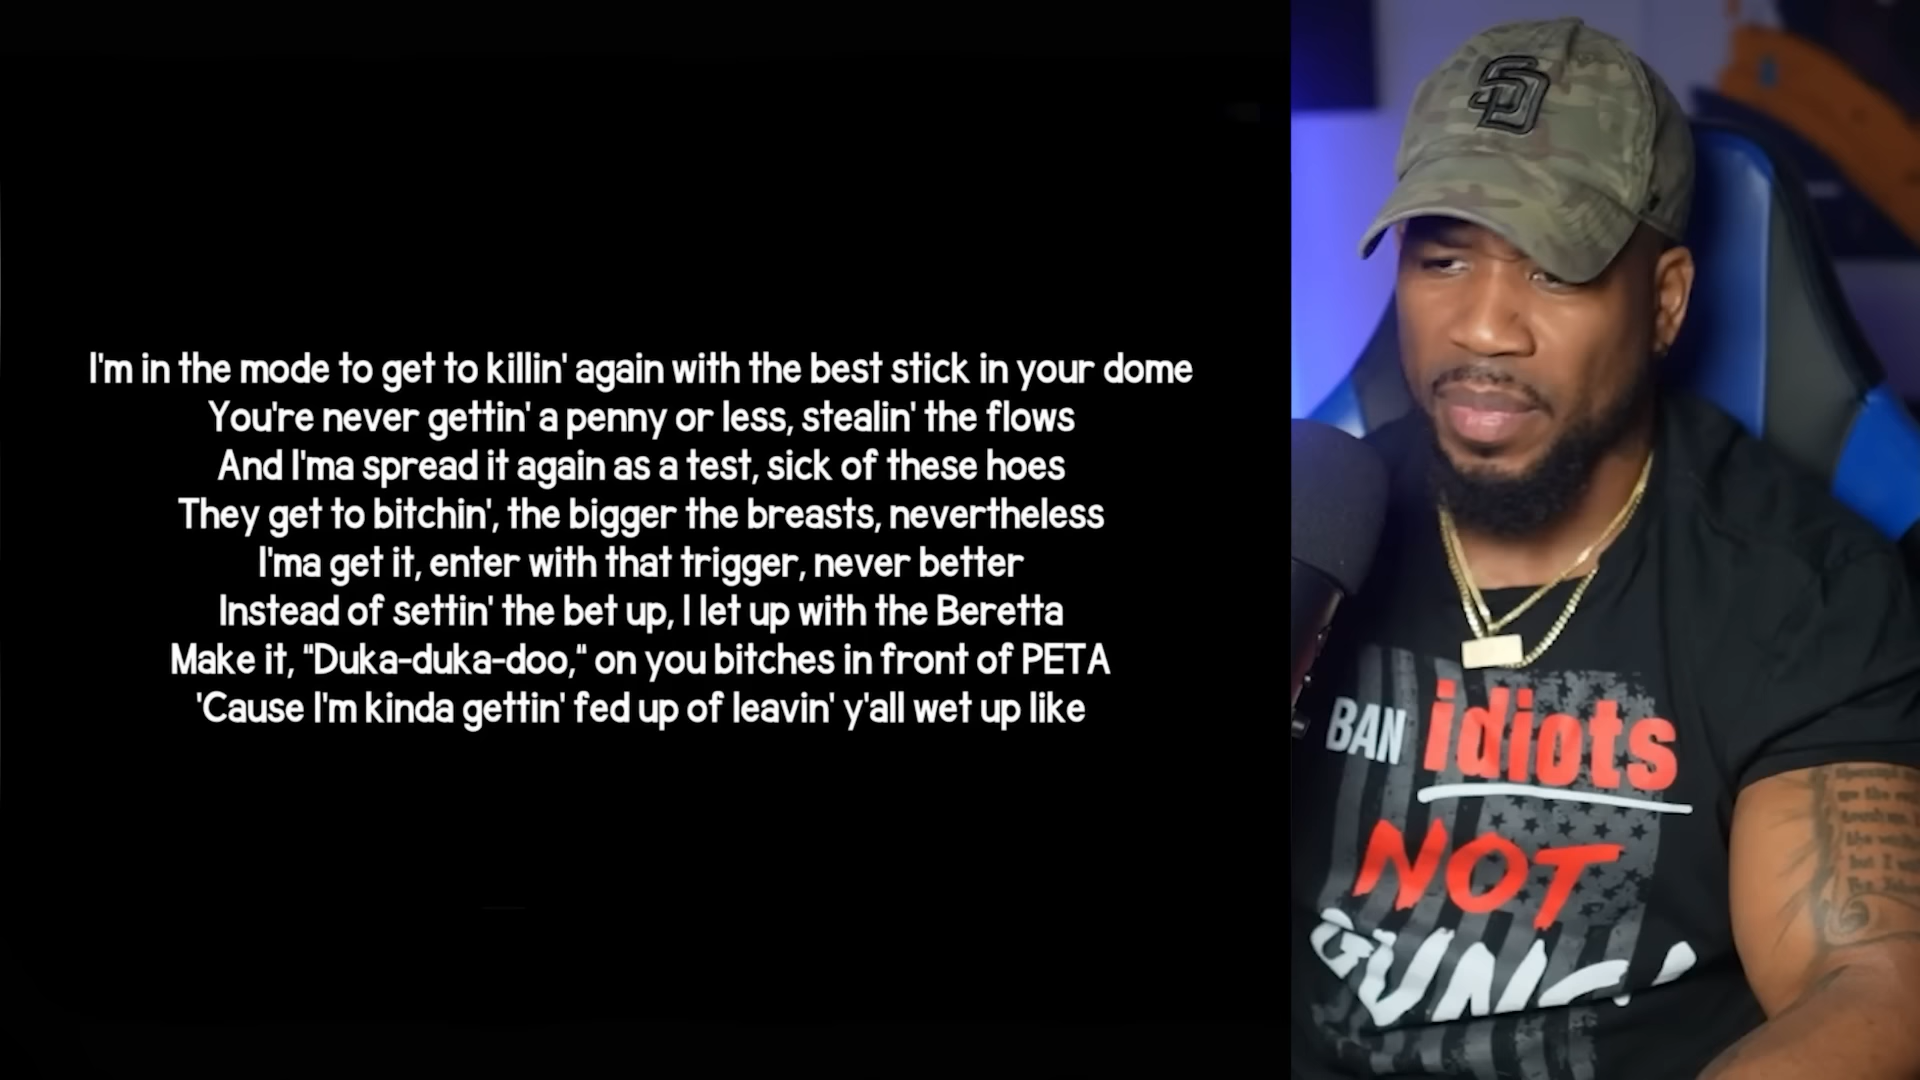 I'm in the mode to get to killin' again with the best stick in your dome
You're never gettin' a penny or less, stealin' the flows
And I'ma spread it again as a test, sick of these hoes
They get to bitchin', the bigger the breasts, nevertheless
I'ma get it, enter with that trigger, never better
Instead of settin' the bet up, I let up with the Beretta
Make it, "Duka-duka-doo," on you bitches in front of PETA
'Cause I'm kinda gettin' fed up of leavin' y'all wet up like
SD
BAN idiots
NOT
GUNS!
but I